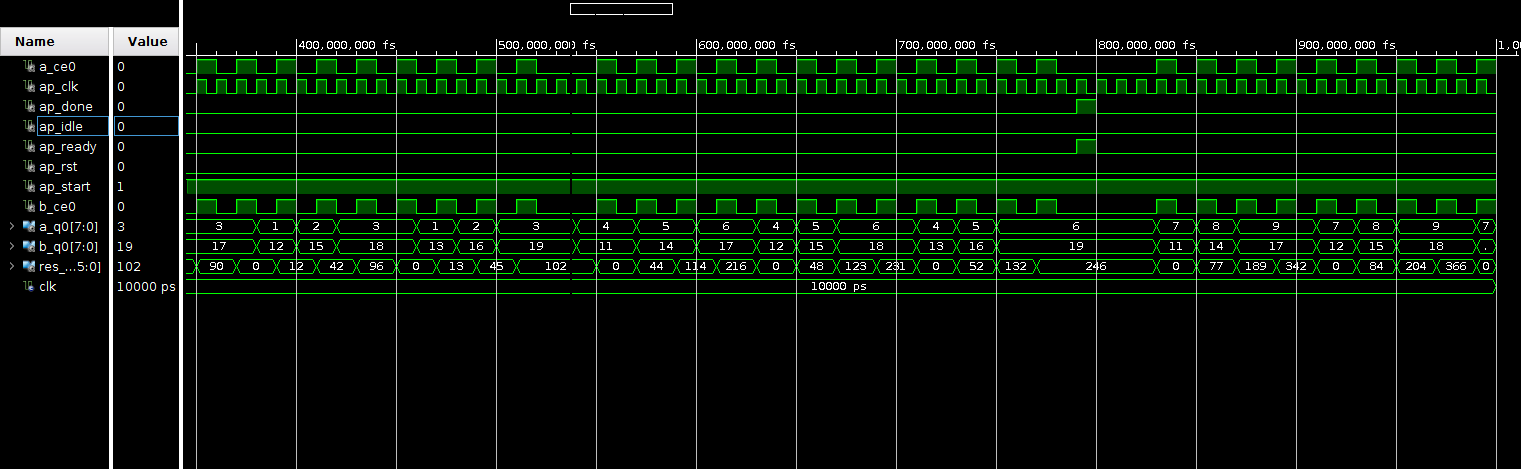 400,000,000 fs 500,000,000 fs 600,000,000 fs 700,000,000 fs 800,000,000 fs 900,000,000 fs 1,0
Name Value
a_ce0 0
ap_clk 0
ap_done 0
ap_idle 0
ap_ready 0
ap_rst 0
ap_start 1
b_ce0 0
a_q0[7:0] 3 3 1 2 3 1 2 3 4 5 6 4 5 6 4 5 6 7 8 9 7 8 9 7
b_q0[7:0] 19 17 12 15 18 13 16 19 11 14 17 12 15 18 13 16 19 11 14 17 12 15 18 .
res_...5:0] 102 90 0 12 42 96 0 13 45 102 0 44 114 216 0 48 123 231 0 52 132 246 0 77 189 342 0 84 204 366 0
clk 10000 ps 10000 ps